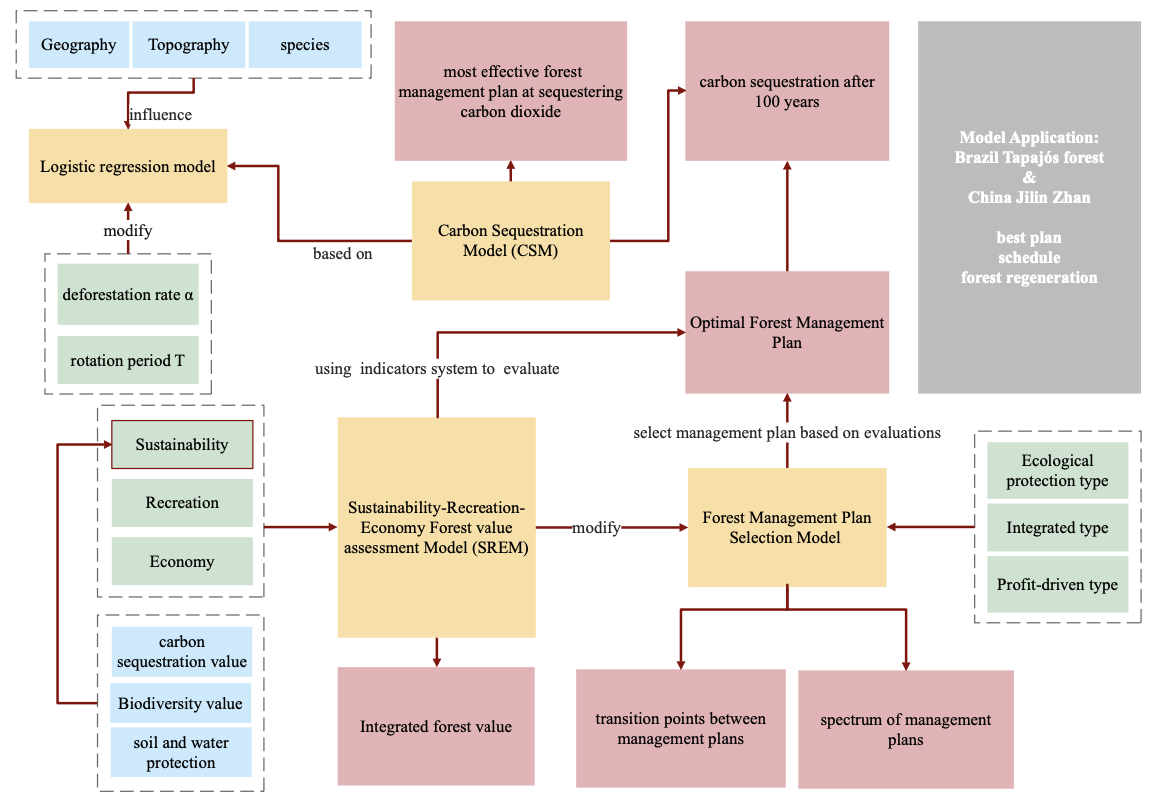 Geography
Topography
species
influence
Logistic regression model
modify
deforestation rate α
rotation period T
most effective forest
management plan at sequestering
carbon dioxide
carbon sequestration after
100 years
based on
Carbon Sequestration
Model (CSM)
Model Application:
Brazil Tapajós forest
&
China Jilin Zhan
best plan
schedule
forest regeneration
Optimal Forest Management
Plan
using indicators system to evaluate
select management plan based on evaluations
Sustainability
Recreation
Economy
Sustainability-Recreation-
Economy Forest value
assessment Model (SREM)
modify
Forest Management Plan
Selection Model
Ecological
protection type
Integrated type
Profit-driven type
carbon
sequestration value
Biodiversity value
soil and water
protection
Integrated forest value
transition points between
management plans
spectrum of management
plans